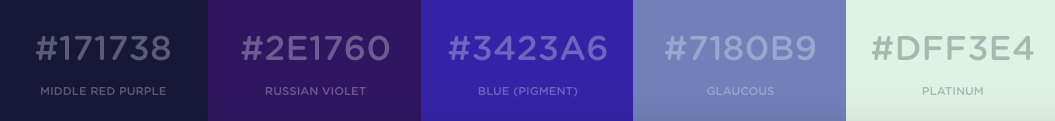 #171738 #2E1760 #3423A6 #7180B9 #DFF3E4
MIDDLE RED PURPLE RUSSIAN VIOLET BLUE (PIGMENT) GLAUCOUS PLATINUM